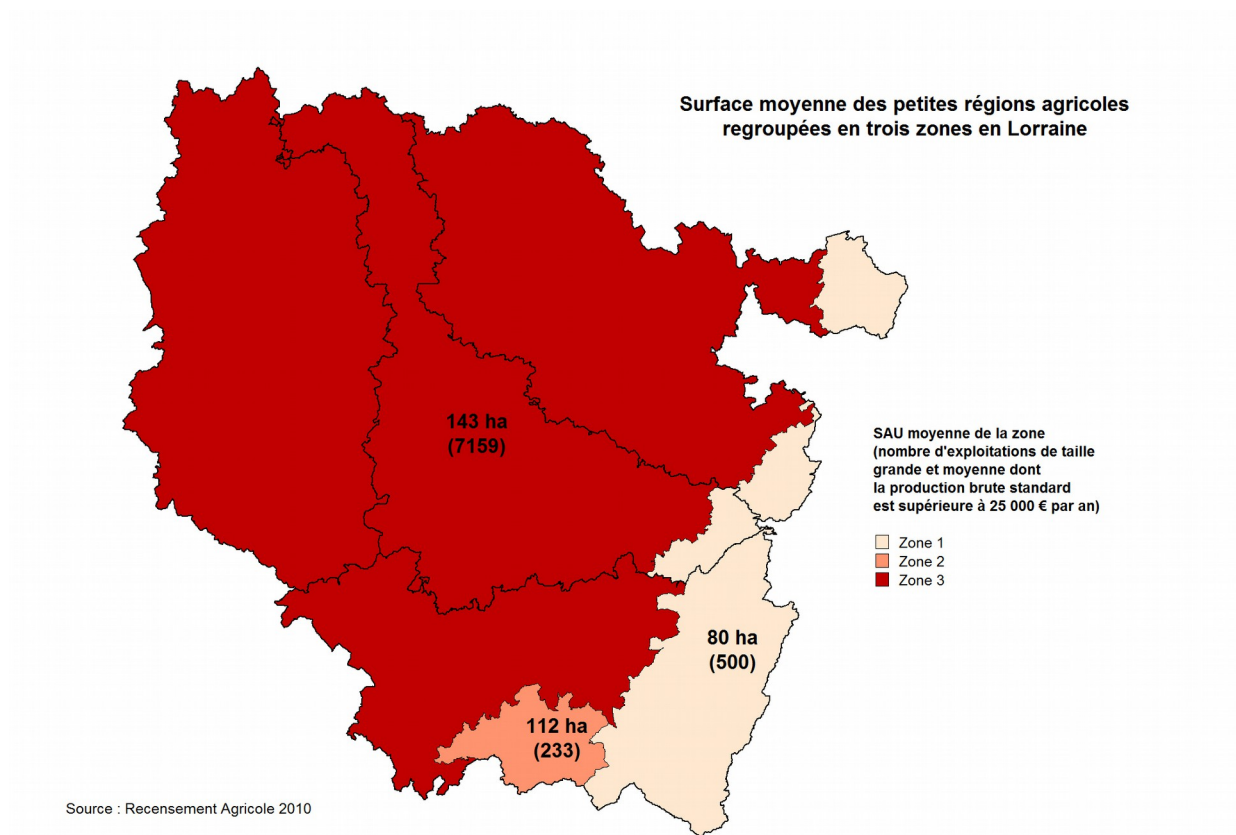 Surface moyenne des petites régions agricoles
regroupées en trois zones en Lorraine
143 ha
(7159)
SAU moyenne de la zone
(nombre d'exploitations de taille
grande et moyenne dont
la production brute standard
est supérieure à 25 000 € par an)
Zone 1
Zone 2
Zone 3
80 ha
(500)
112 ha
(233)
Source : Recensement Agricole 2010